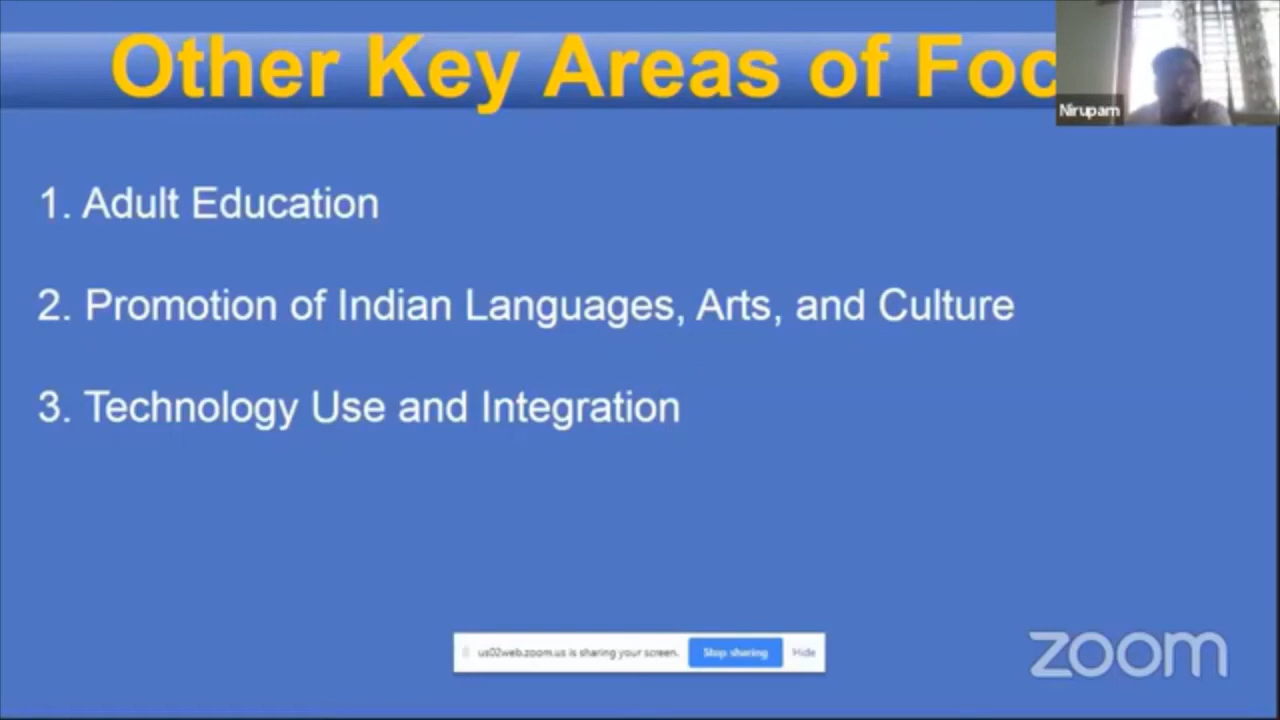 Other Key Areas of Foc
Nirupam
1. Adult Education
2. Promotion of Indian Languages, Arts, and Culture
3. Technology Use and Integration
us02web.zoom.us is sharing your screen. Stop sharing Hide
zoom